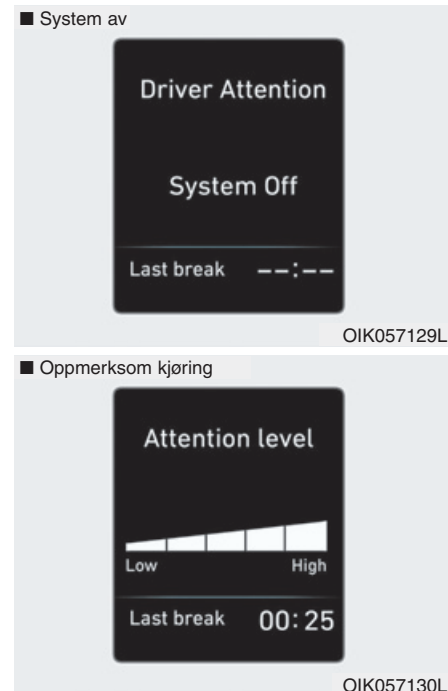 ■ System av
Driver Attention
System Off
Last break --:--
OIK057129L
■ Oppmerksom kjøring
Attention level
Low High
Last break 00:25
OIK057130L